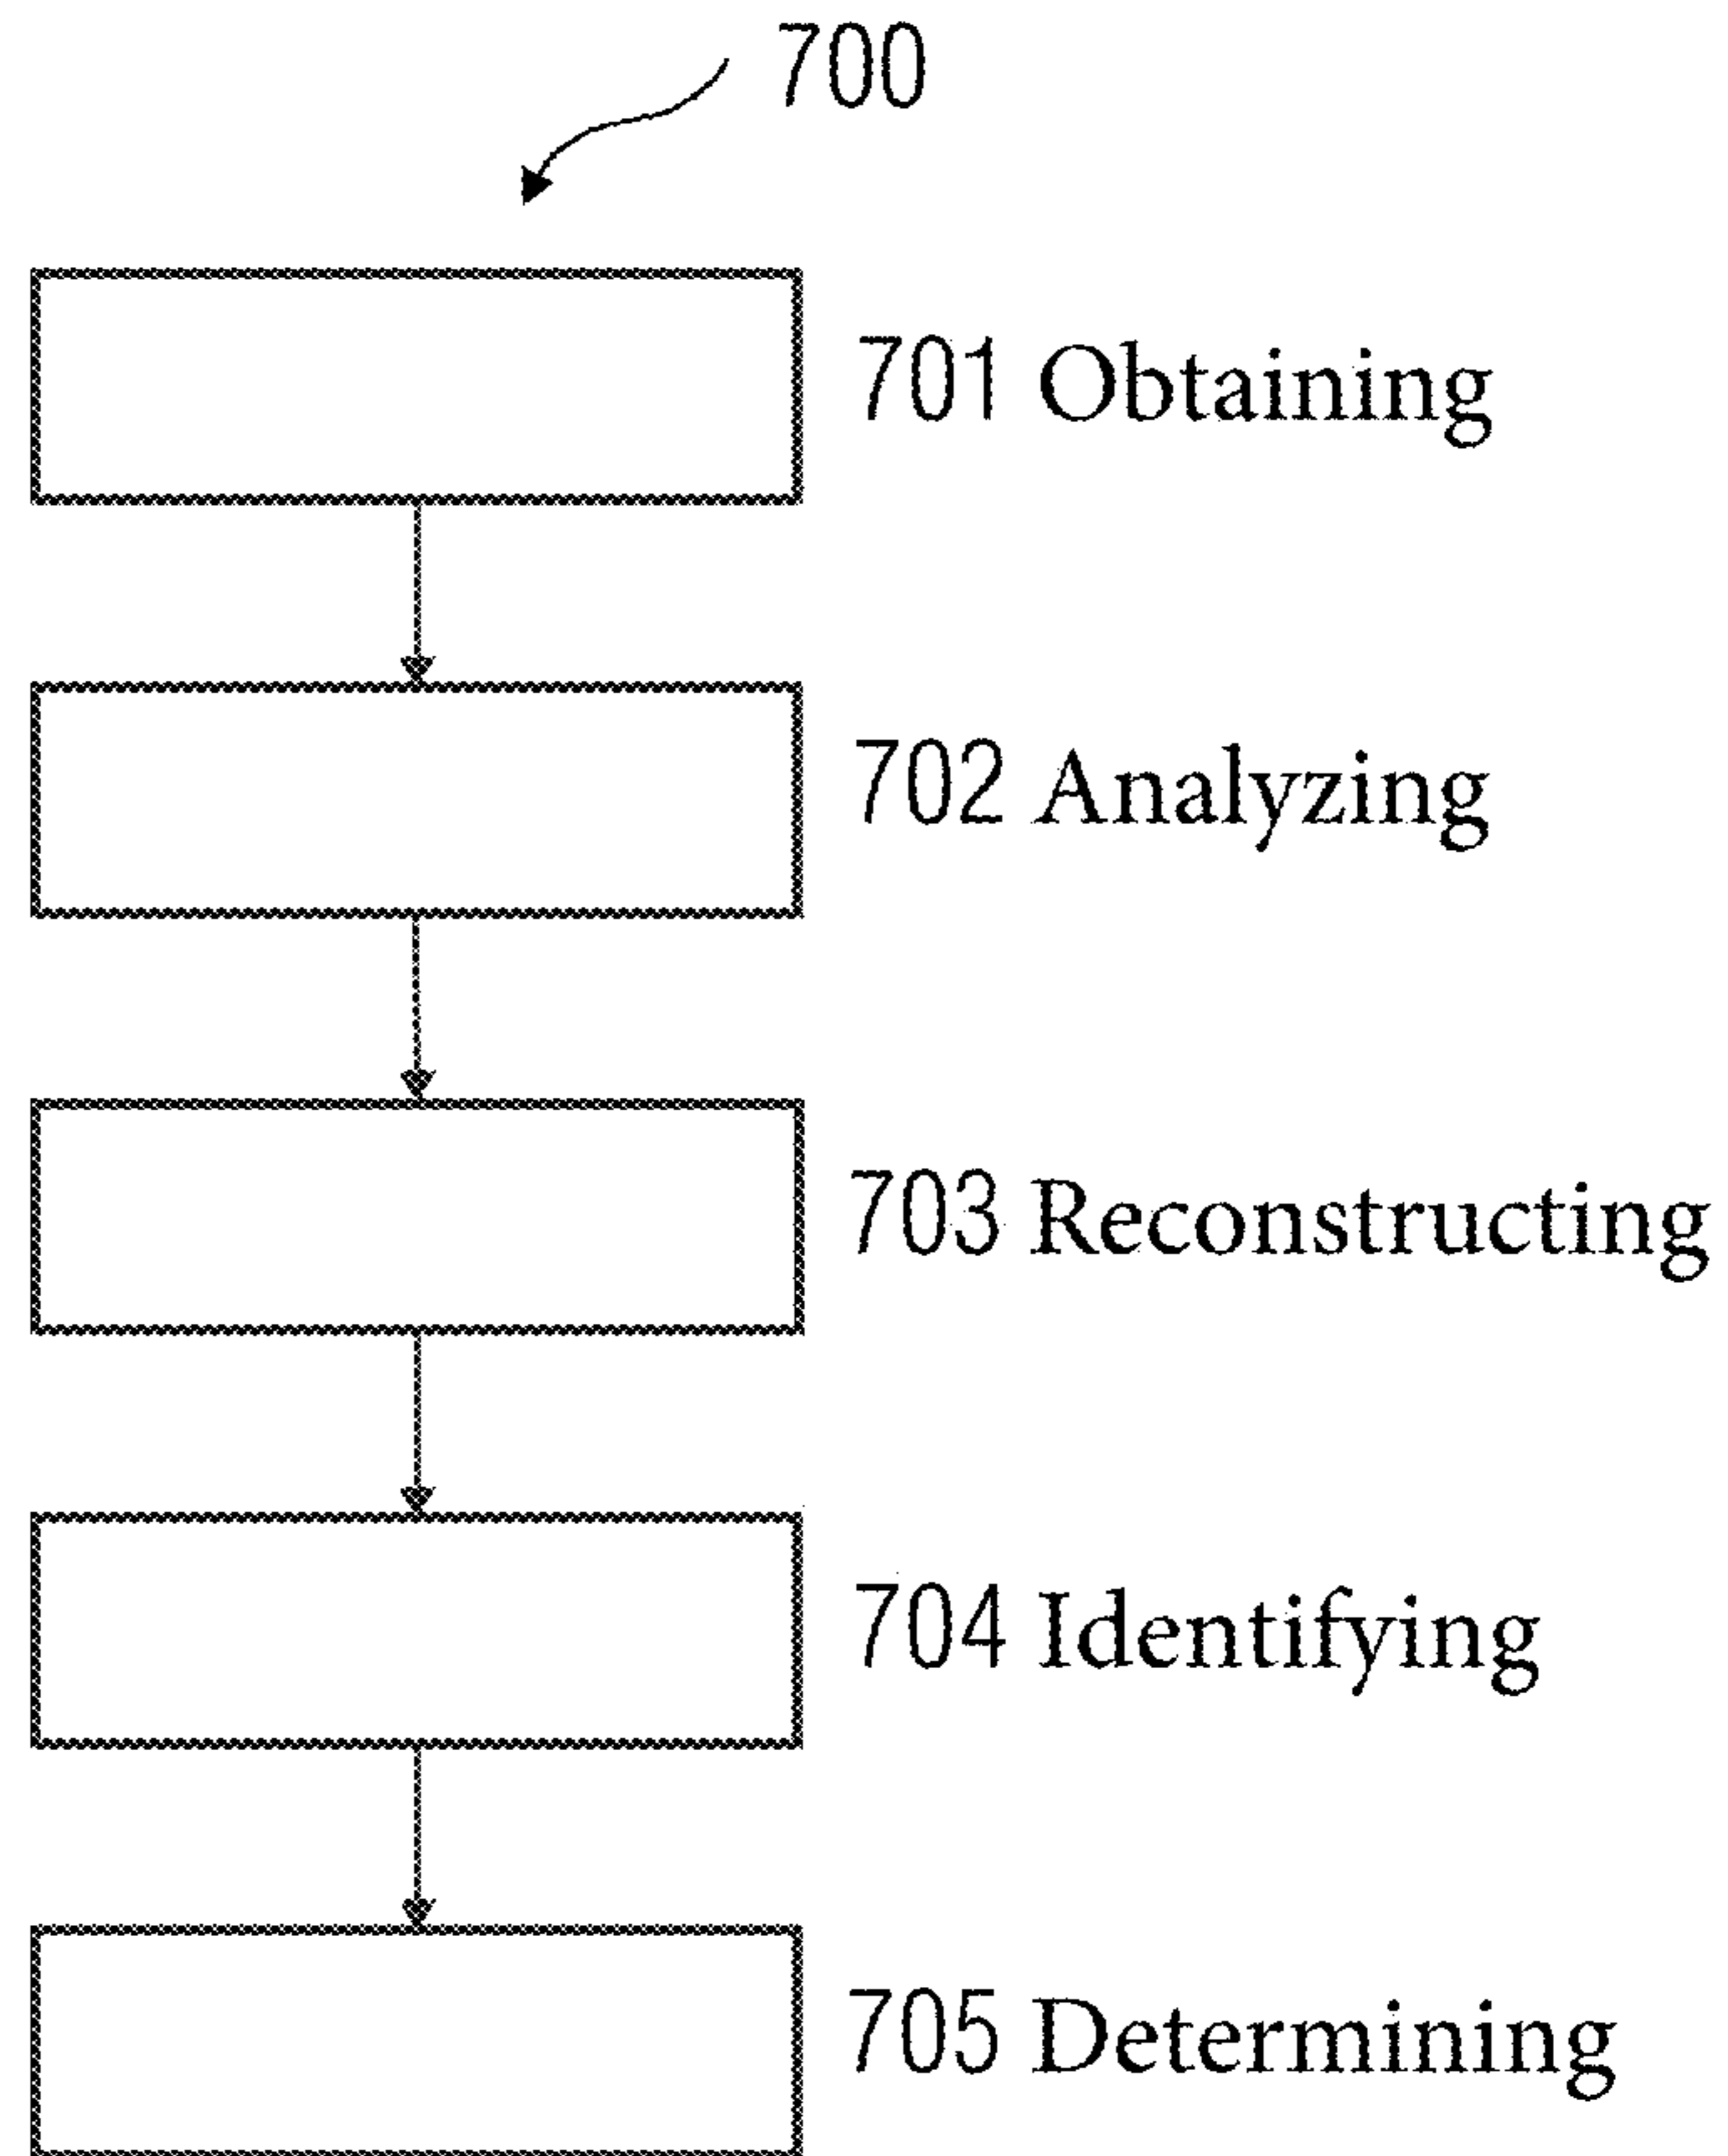 700
701 Obtaining
702 Analyzing
703 Reconstructing
704 Identifying
705 Determining